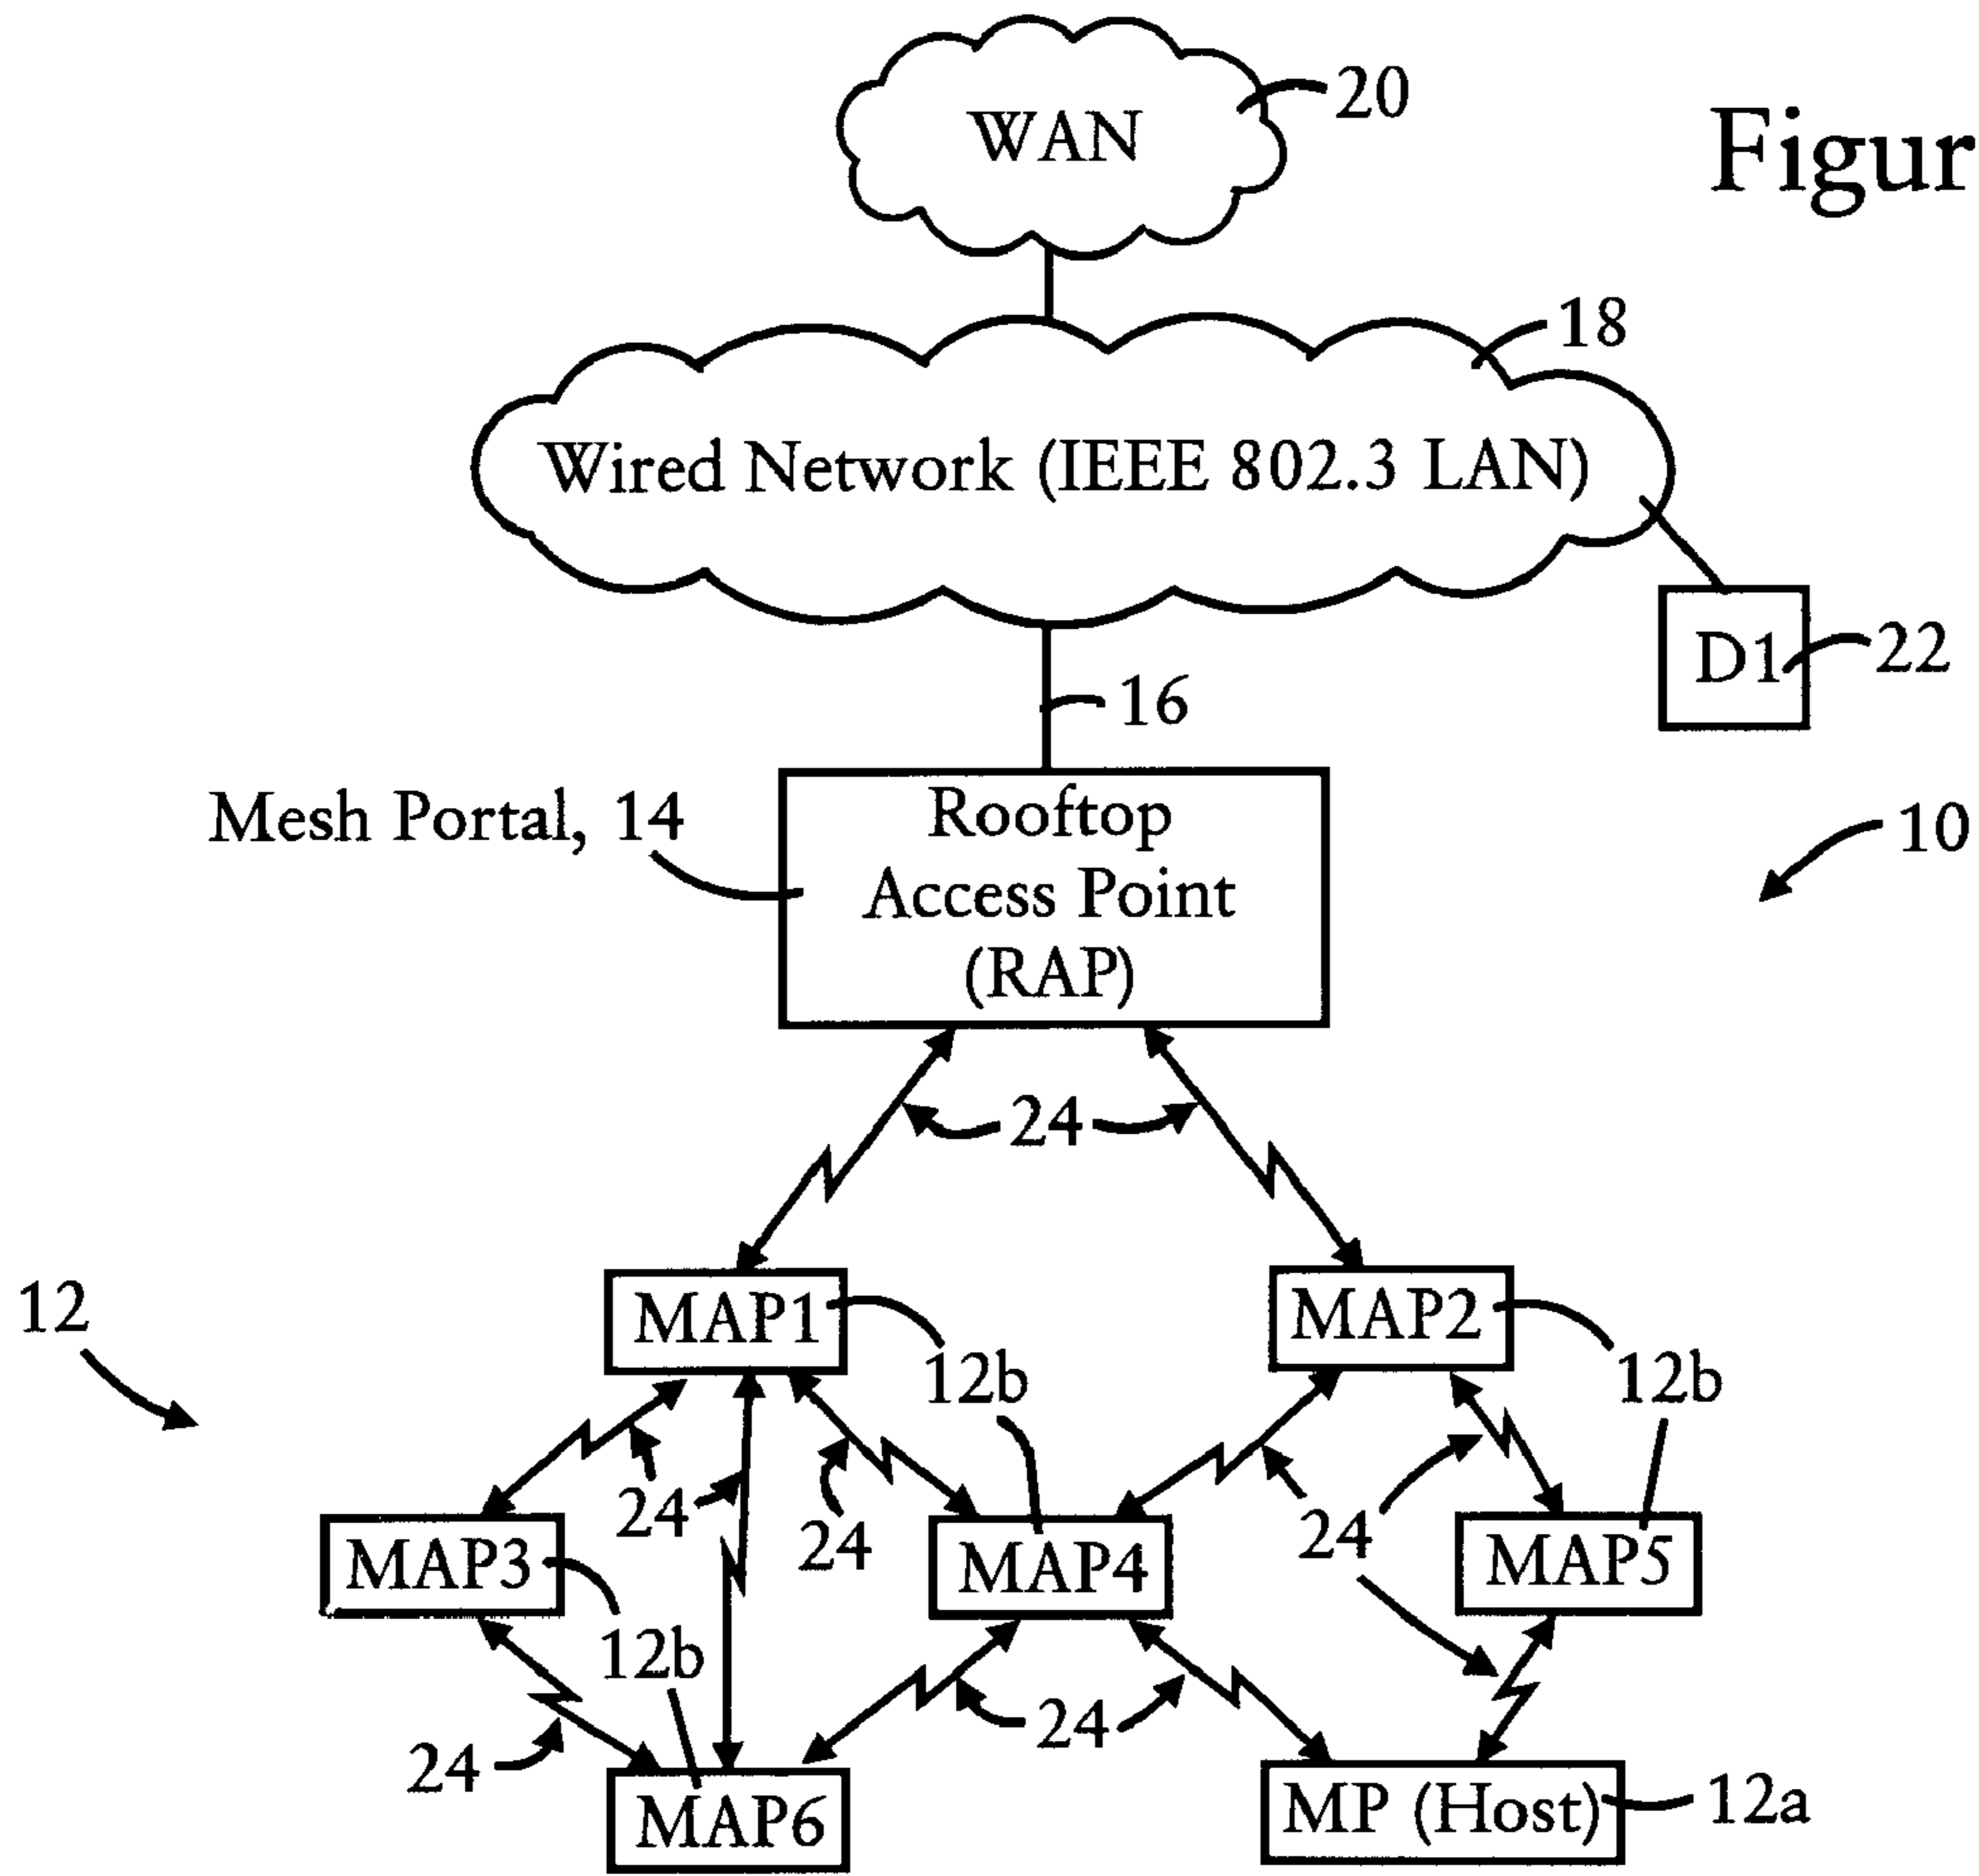 WAN
20
Figur
18
Wired Network (IEEE 802.3 LAN)
D1
22
16
Mesh Portal, 14
Rooftop
Access Point
(RAP)
10
24
12
MAP1
MAP2
12b
12b
24
24
24
MAP3
MAP4
MAP5
12b
24
24
MAP6
MP (Host)
12a